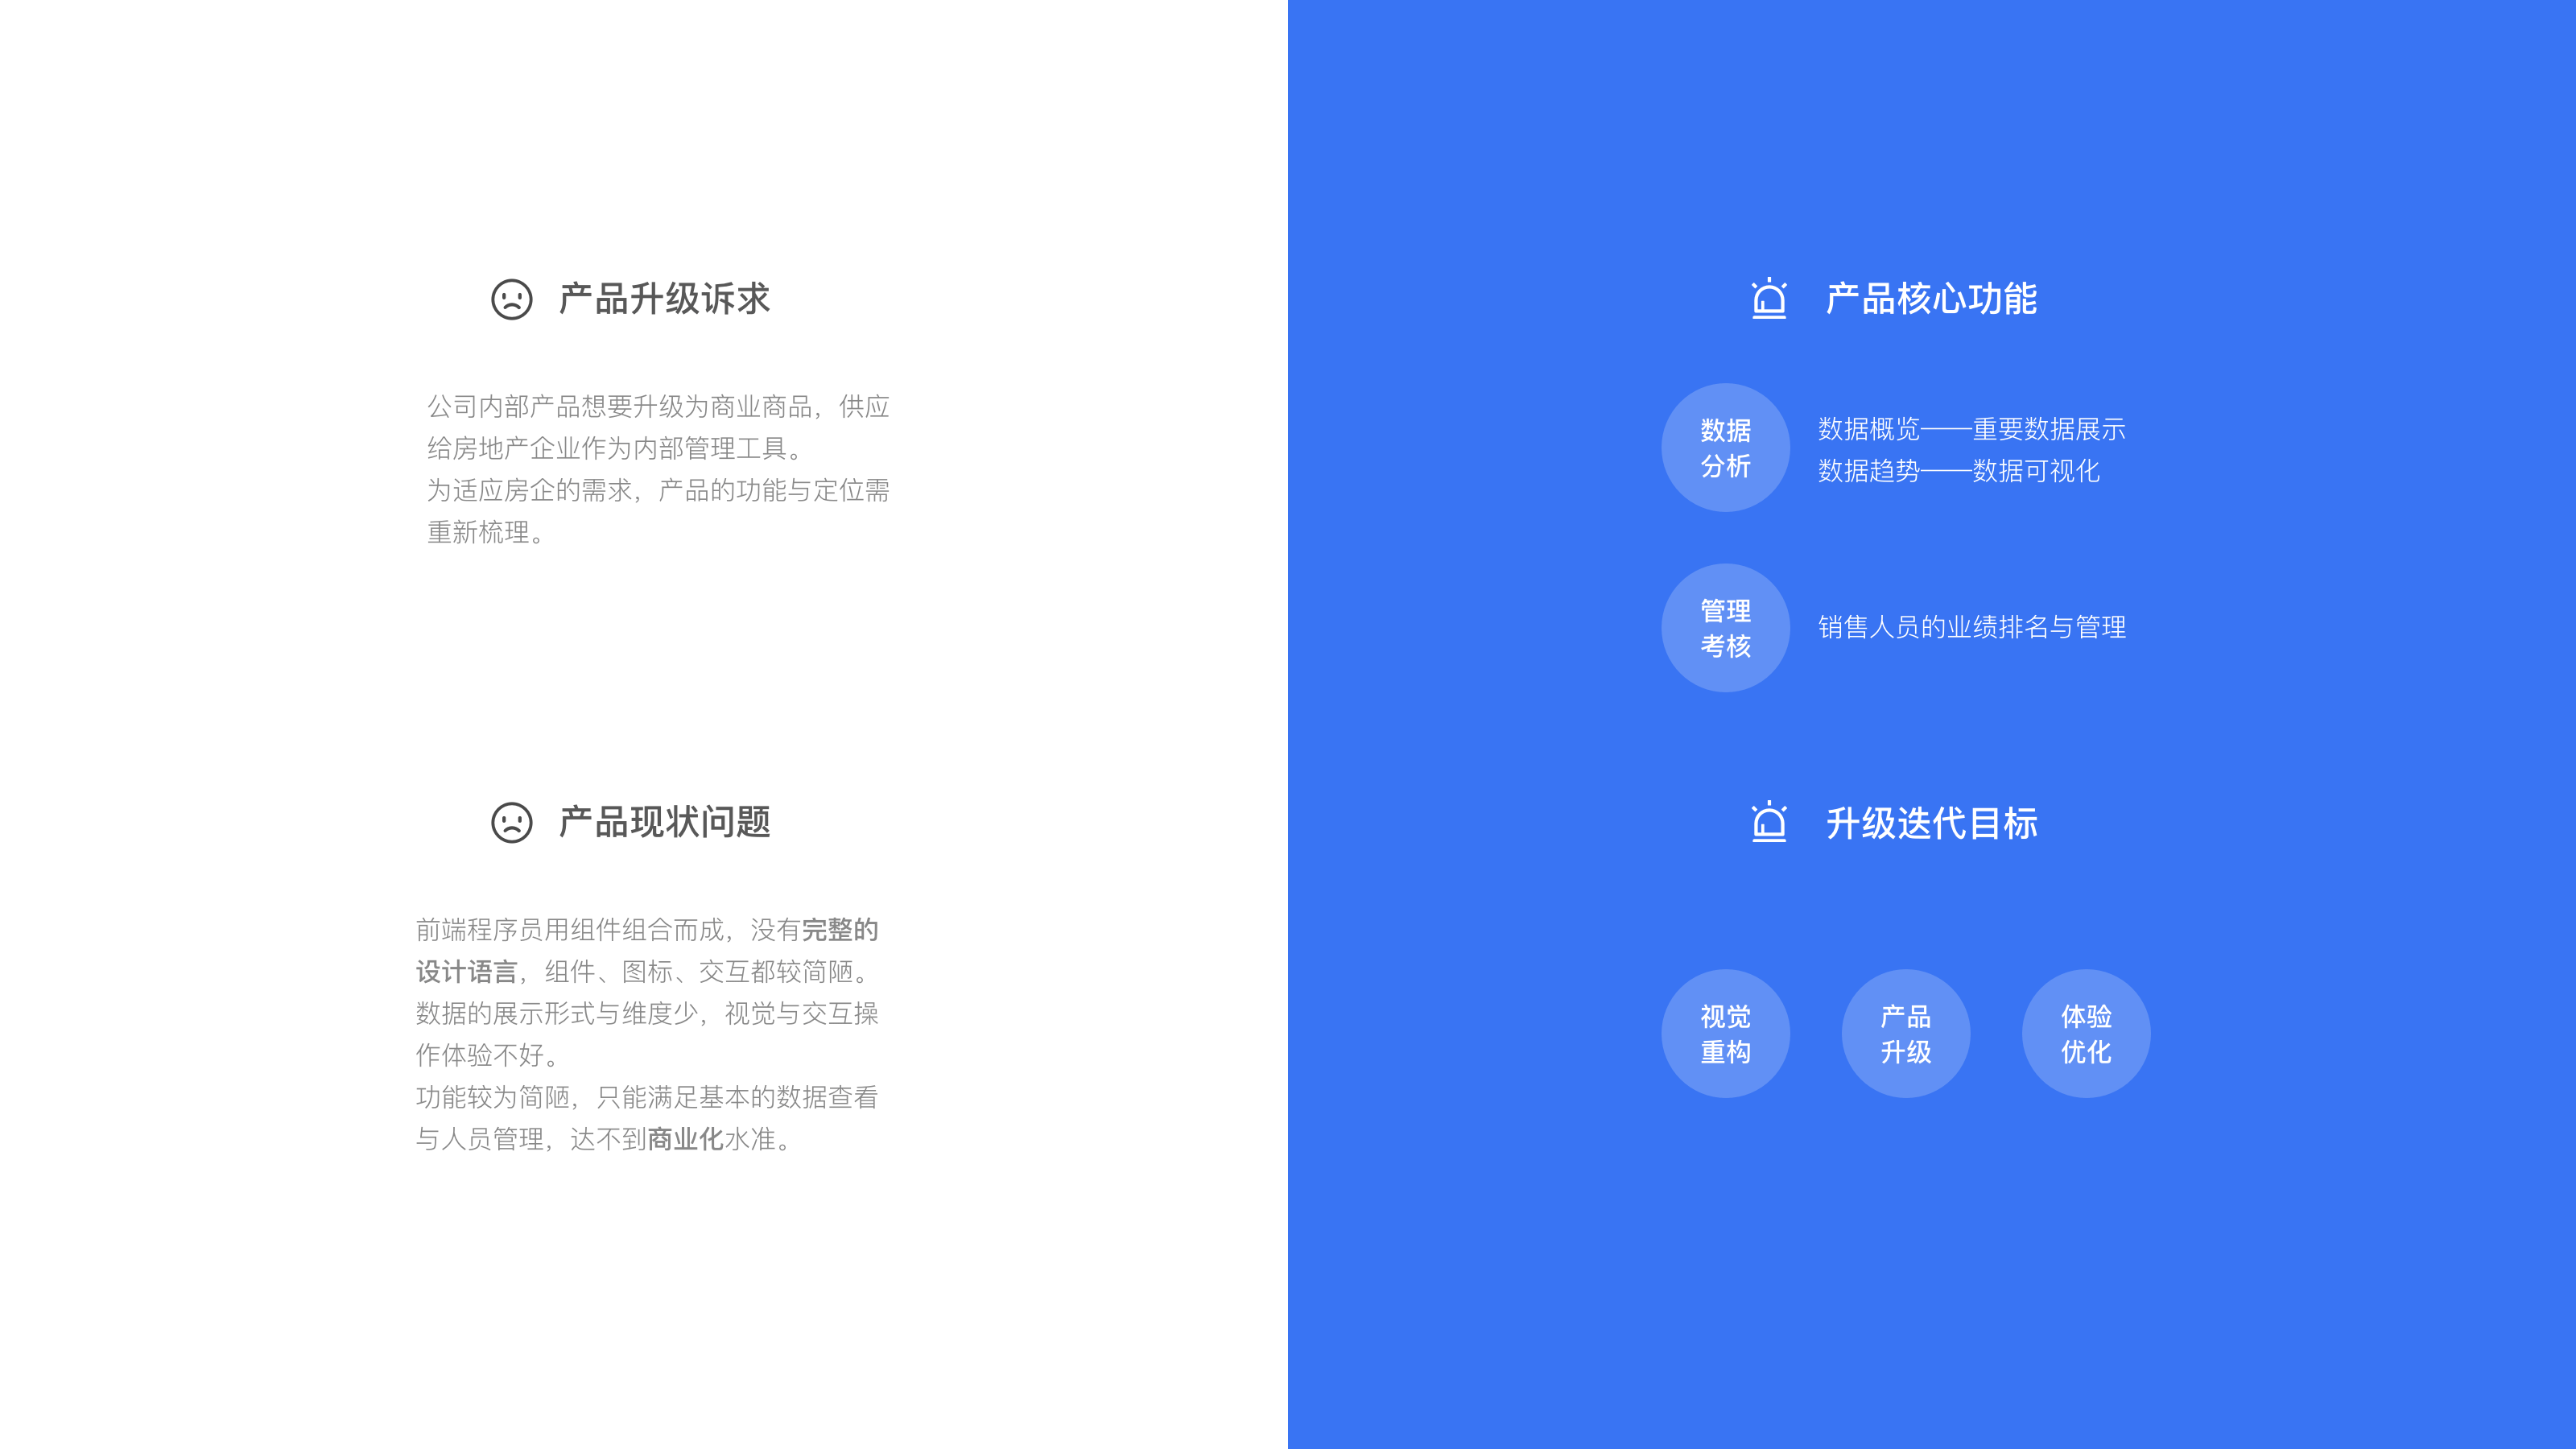 产品升级诉求
公司内部产品想要升级为商业商品，供应
给房地产企业作为内部管理工具。
为适应房企的需求，产品的功能与定位需
重新梳理。
产品现状问题
前端程序员用组件组合而成，没有完整的
设计语言，组件、图标、交互都较简陋。
数据的展示形式与维度少，视觉与交互操
作体验不好。
功能较为简陋，只能满足基本的数据查看
与人员管理，达不到商业化水准。
产品核心功能
数据
分析
数据概览——重要数据展示
数据趋势——数据可视化
管理
考核
销售人员的业绩排名与管理
升级迭代目标
视觉
重构
产品
升级
体验
优化